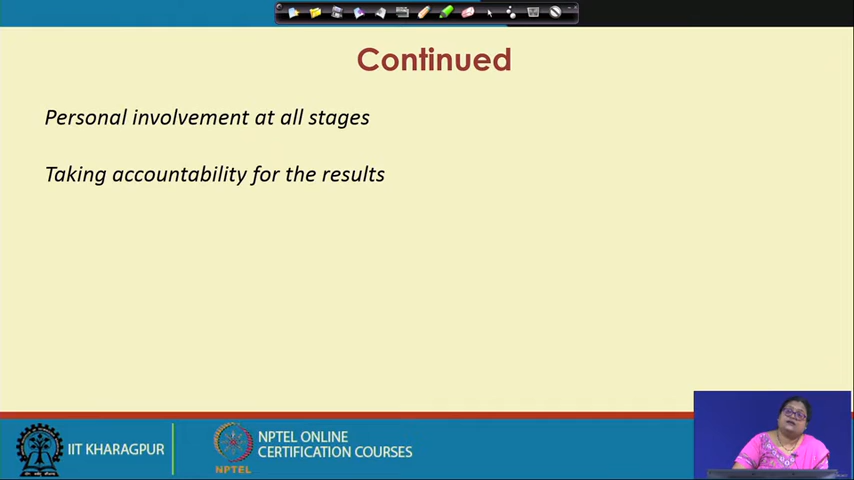 Continued
Personal involvement at all stages
Taking accountability for the results
IIT KHARAGPUR
NPTEL
NPTEL ONLINE
CERTIFICATION COURSES